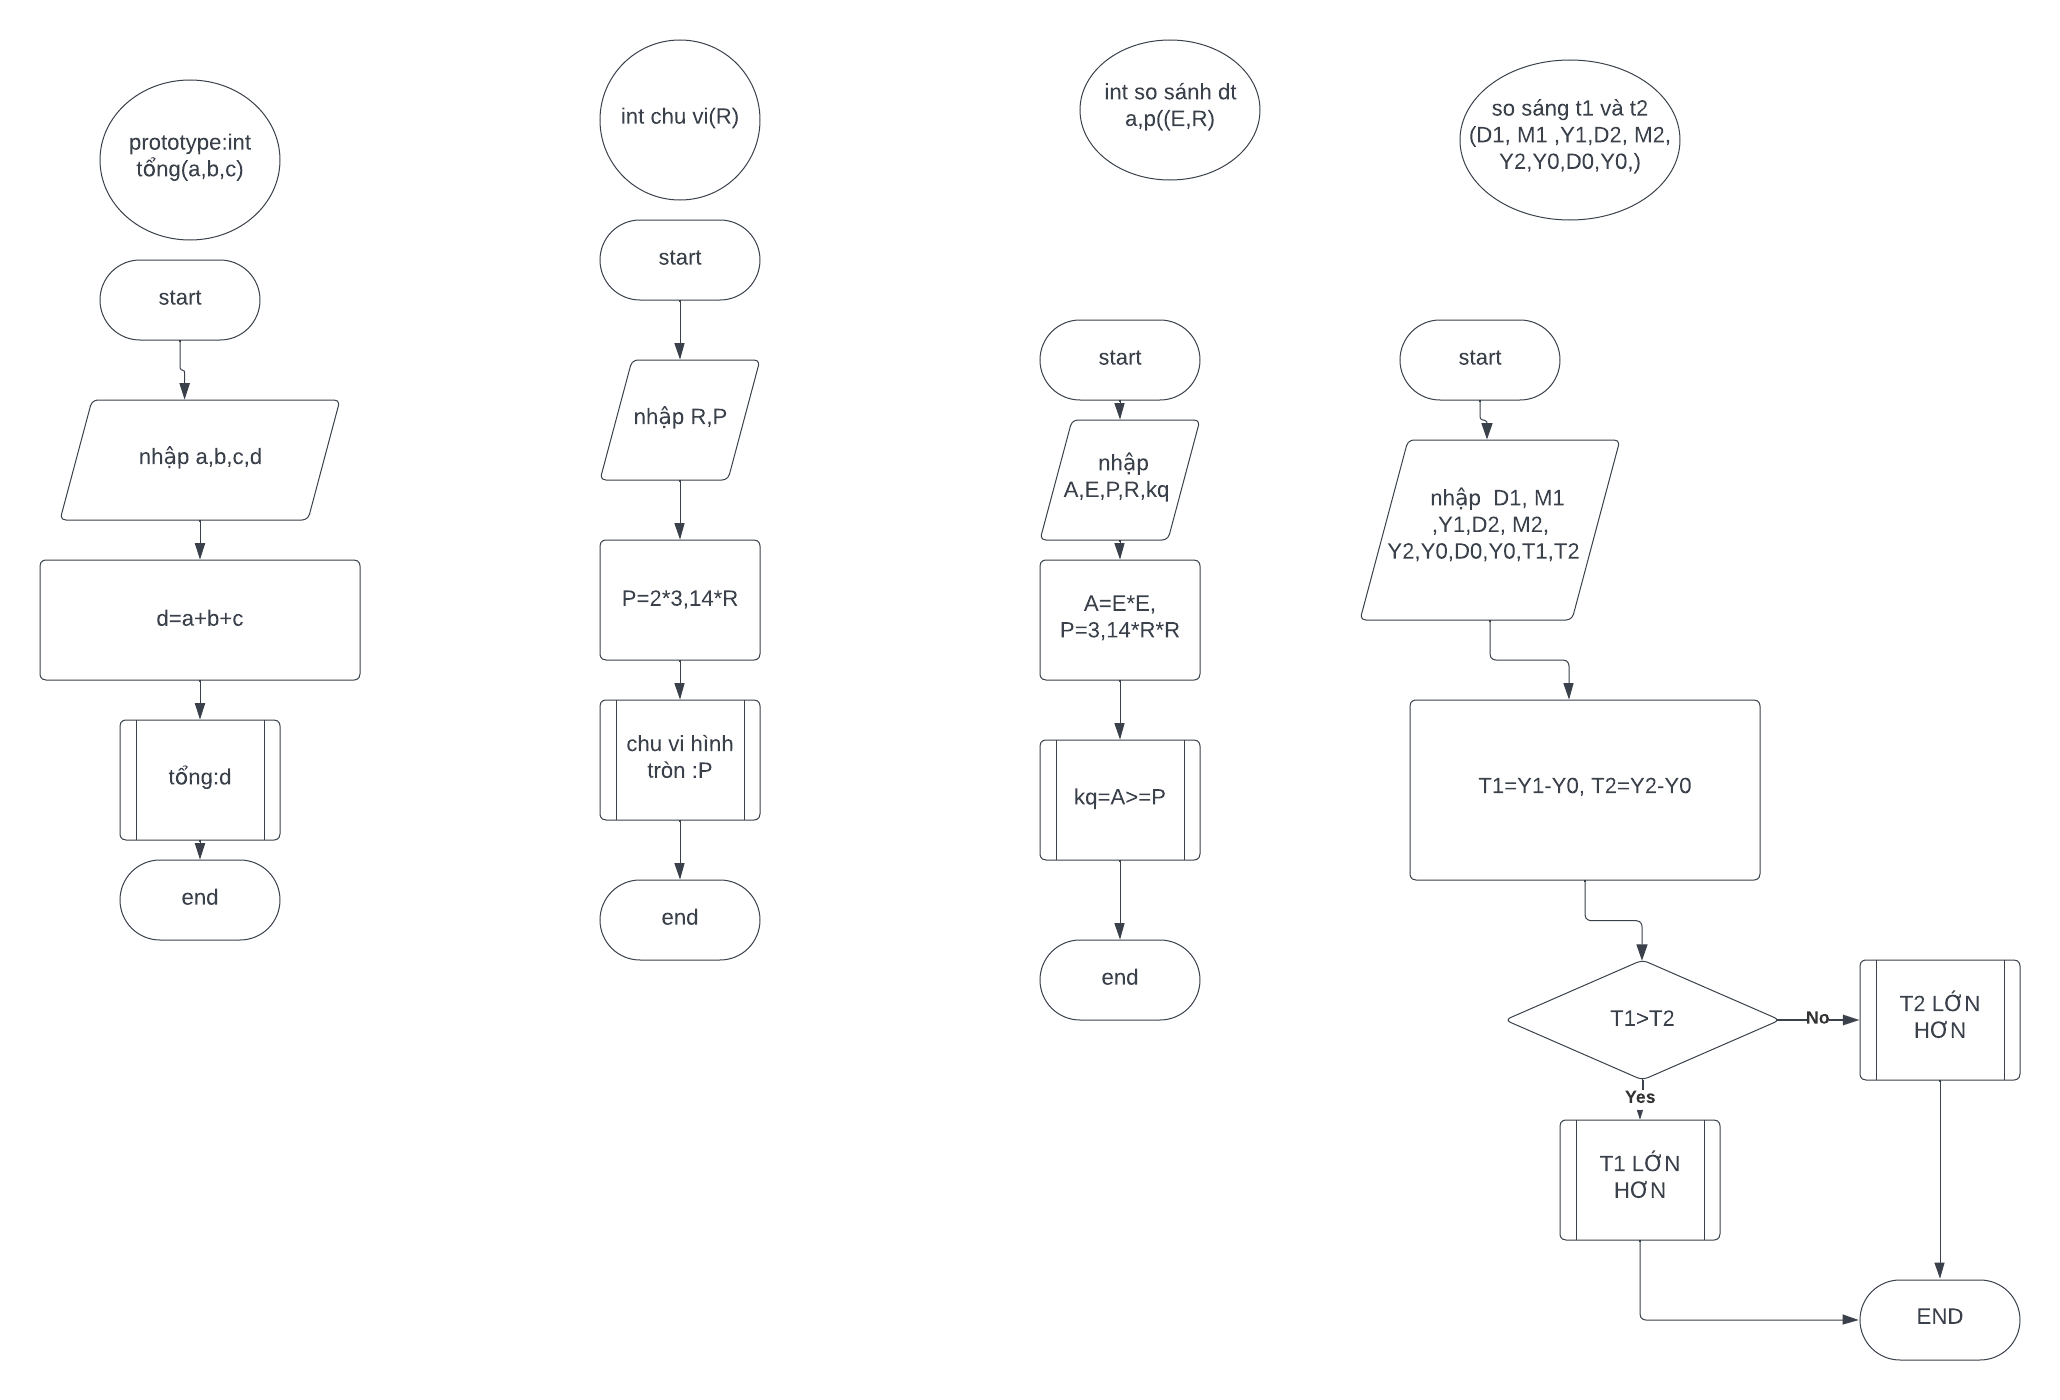 prototype:int
tổng(a,b,c)
start
nhập a,b,c,d
d=a+b+c
tổng:d
end
int chu vi(R)
start
nhập R,P
P=2*3,14*R
chu vi hình
tròn :P
end
int so sánh dt
a,p((E,R)
start
nhập
A,E,P,R,kq
A=E*E,
P=3,14*R*R
kq=A>=P
end
so sáng t1 và t2
(D1, M1 ,Y1,D2, M2,
Y2,Y0,D0,Y0,)
start
nhập  D1, M1
,Y1,D2, M2,
Y2,Y0,D0,Y0,T1,T2
T1=Y1-Y0, T2=Y2-Y0
T1>T2
No
T2 LỚN
HƠN
Yes
T1 LỚN
HƠN
END